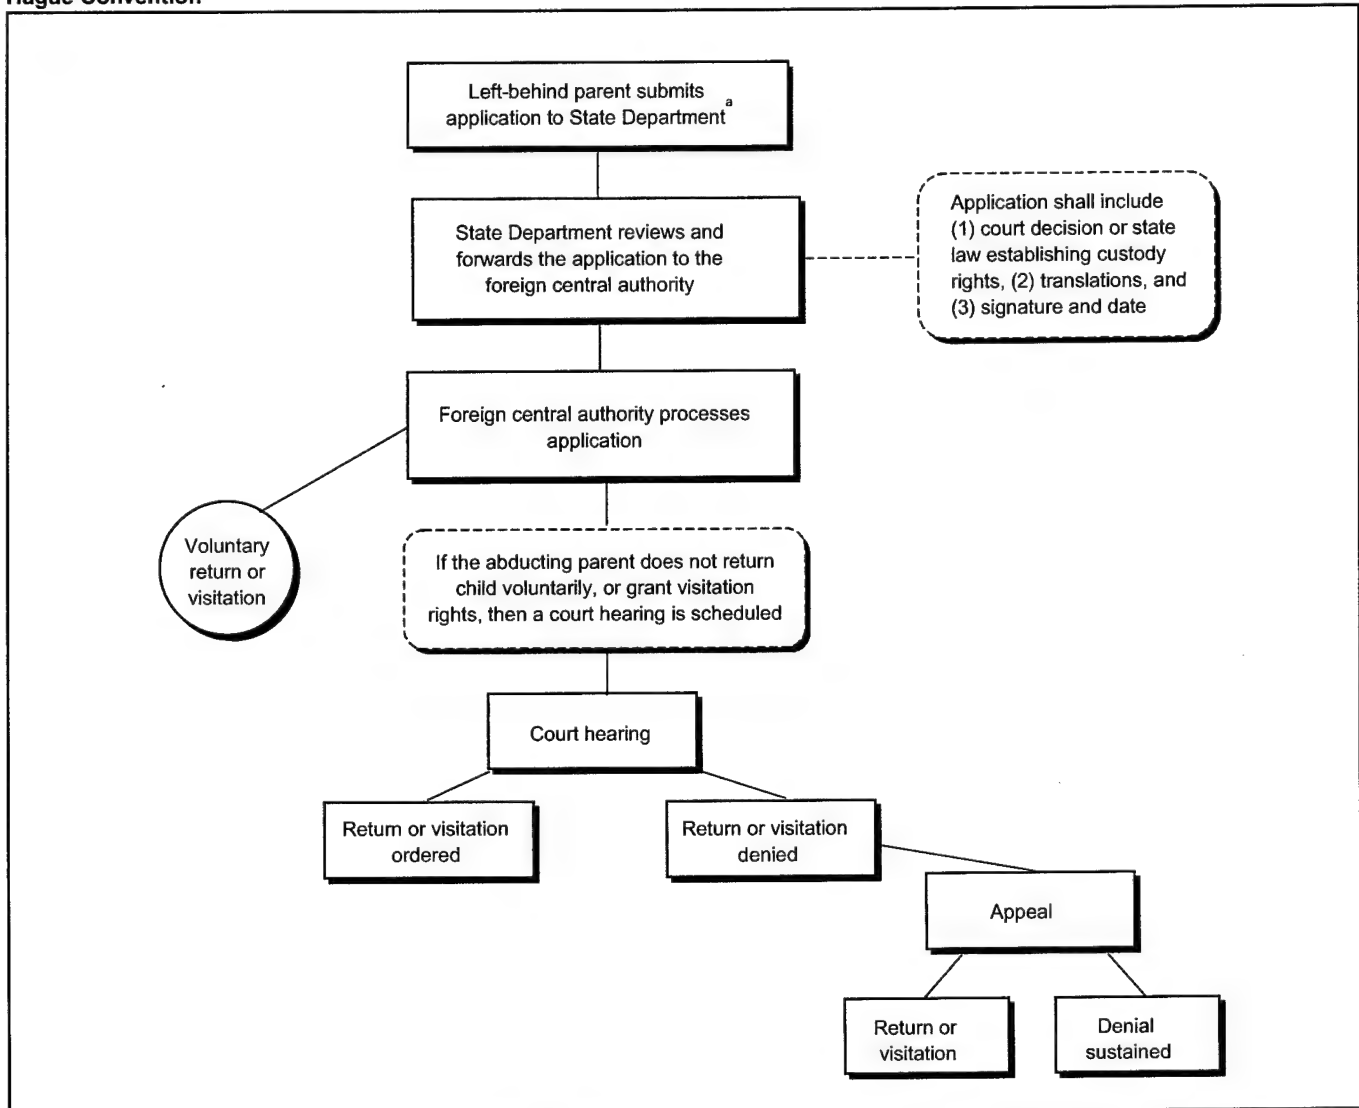 Hague Convention
Left-behind parent submits
application to State Department a
State Department reviews and
forwards the application to the
foreign central authority
Application shall include
(1) court decision or state
law establishing custody
rights, (2) translations, and
(3) signature and date
Foreign central authority processes
application
Voluntary
return or
visitation
If the abducting parent does not return
child voluntarily, or grant visitation
rights, then a court hearing is scheduled
Court hearing
Return or visitation
ordered
Return or visitation
denied
Appeal
Return or
visitation
Denial
sustained